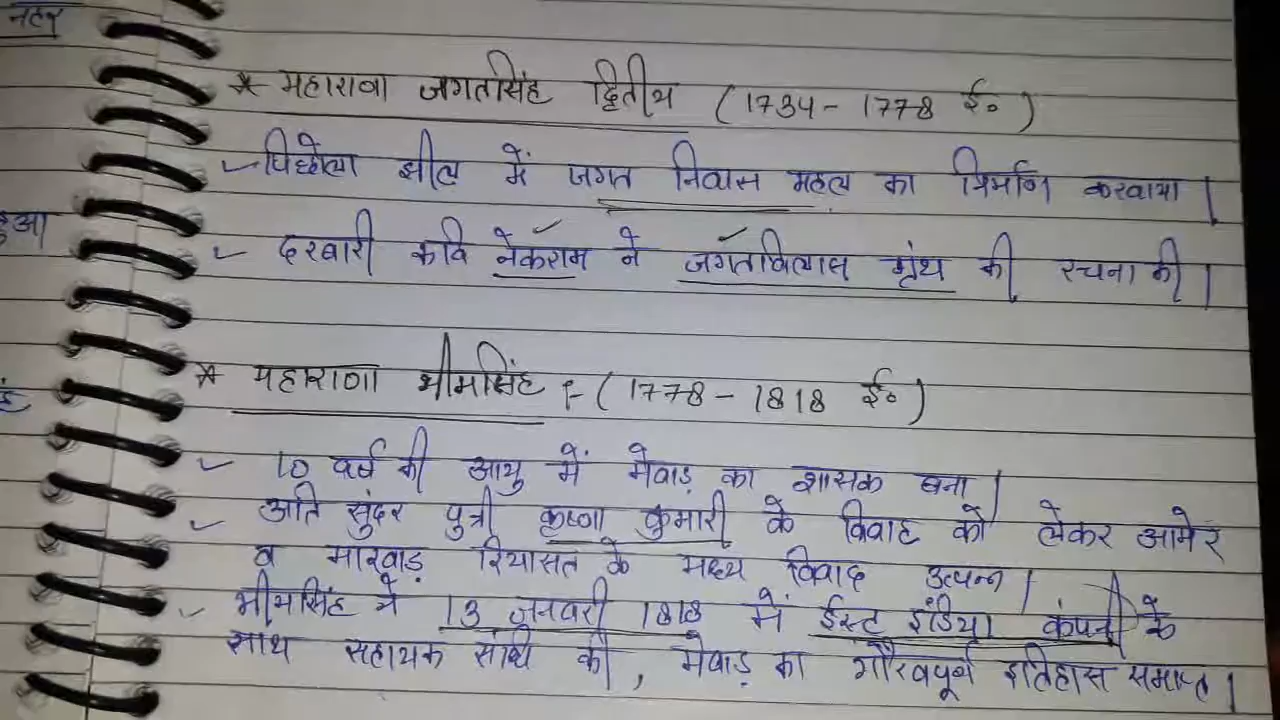 * महाराणा जगतसिंह द्वितीय (1734 - 1778 ई०)
पिछोला झील में जगत निवास महल का निर्माण करवाया।
हुआ
दरबारी कवि नेकराम ने जगतविलास ग्रंथ की रचना की।
* महाराणा भीमसिंह :- (1778 - 1818 ई०)
10 वर्ष की आयु में मेवाड़ का शासक बना।
अति सुंदर पुत्री कृष्णा कुमारी के विवाह को लेकर आमेर
व मारवाड़ रियासत के मध्य विवाद उत्पन्न।
भीमसिंह ने 13 जनवरी 1818 में ईस्ट इंडिया कंपनी के
साथ सहायक संधि की, मेवाड़ का गौरवपूर्ण इतिहास समाप्त।